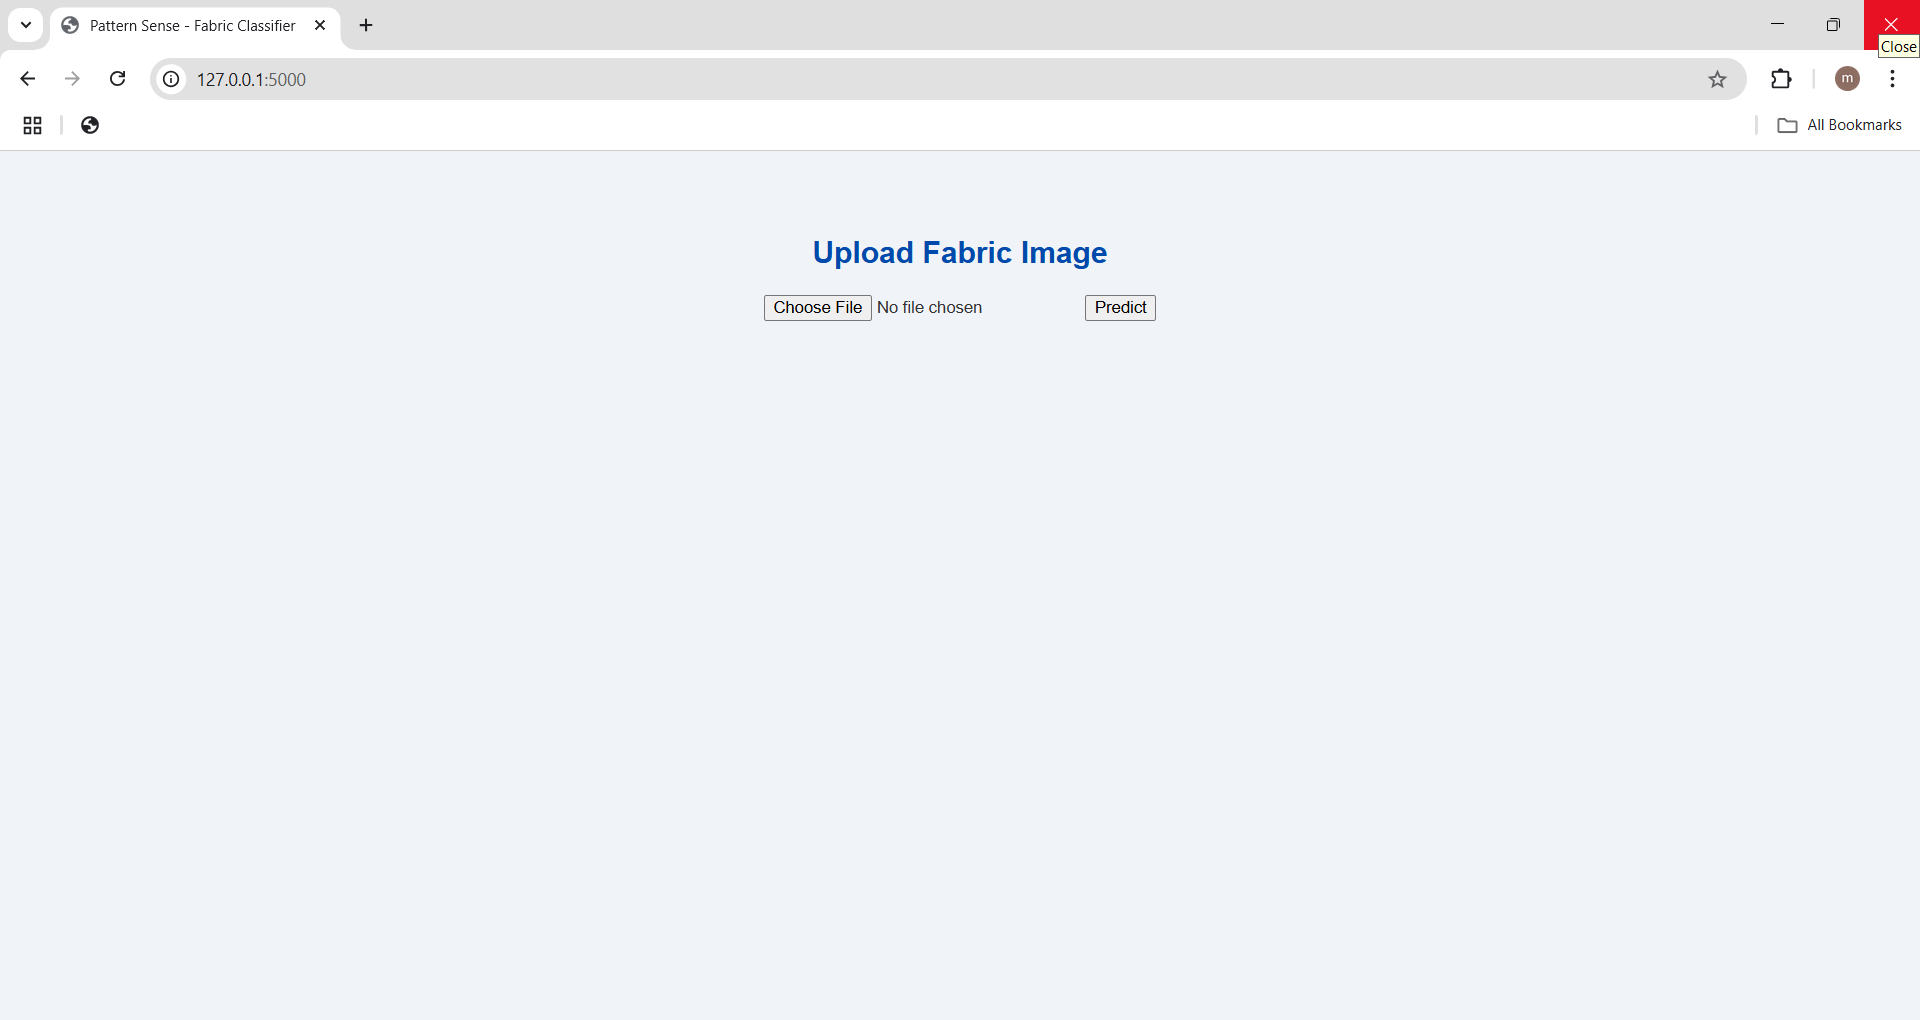 Pattern Sense - Fabric Classifier
Close
127.0.0.1:5000
m
All Bookmarks
Upload Fabric Image
Choose File No file chosen Predict